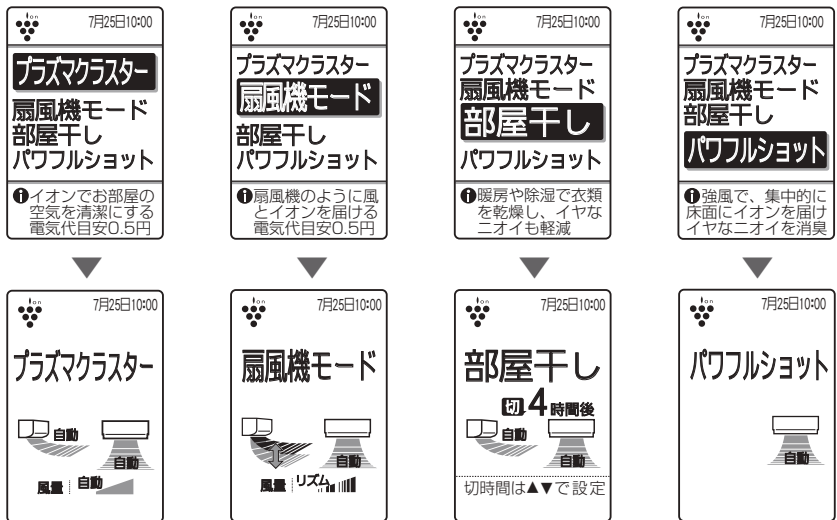 ion
7月25日10:00
プラズマクラスター
扇風機モード
部屋干し
パワフルショット
iイオンでお部屋の
空気を清潔にする
電気代目安0.5円
ion
7月25日10:00
プラズマクラスター
扇風機モード
部屋干し
パワフルショット
i扇風機のように風
とイオンを届ける
電気代目安0.5円
ion
7月25日10:00
プラズマクラスター
扇風機モード
部屋干し
パワフルショット
i暖房や除湿で衣類
を乾燥し、イヤな
ニオイも軽減
ion
7月25日10:00
プラズマクラスター
扇風機モード
部屋干し
パワフルショット
i強風で、集中的に
床面にイオンを届け
イヤなニオイを消臭
ion
7月25日10:00
プラズマクラスター
自動
自動
風量 自動
ion
7月25日10:00
扇風機モード
自動
風量 リズム
ion
7月25日10:00
部屋干し
切4時間後
自動
自動
切時間は▲▼で設定
ion
7月25日10:00
パワフルショット
自動